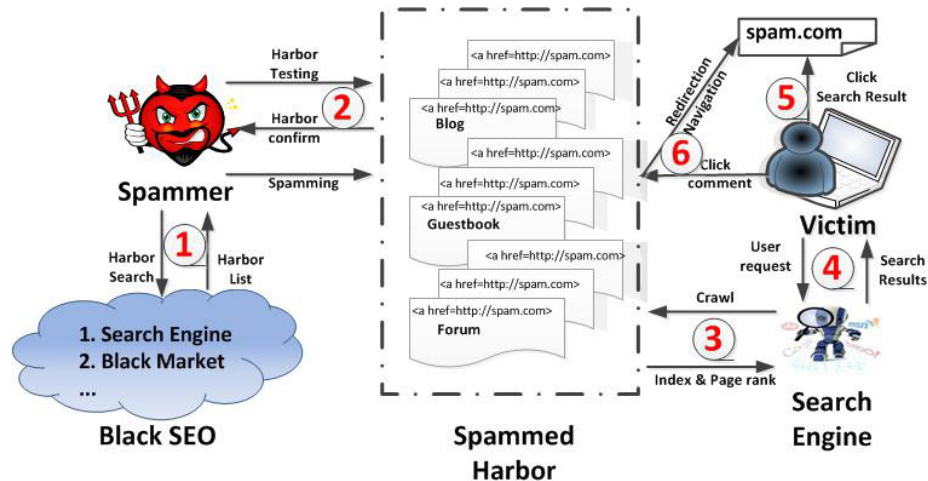 Harbor
Testing
2
Harbor
confirm
Spamming
Spammer
1
Harbor
Search
Harbor
List
1. Search Engine
2. Black Market
...
Black SEO
<a href=http://spam.com>
<a href=http://spam.com>
<a href=http://spam.com>
Blog
<a href=http://spam.com>
<a href=http://spam.com>
<a href=http://spam.com>
Guestbook
<a href=http://spam.com>
<a href=http://spam.com>
<a href=http://spam.com>
Forum
Spammed
Harbor
spam.com
Redirection
Navigation
5
Click
Search Result
6
Click
comment
Victim
User
request
4
Search
Results
Crawl
3
Index & Page rank
msn
Search
Engine